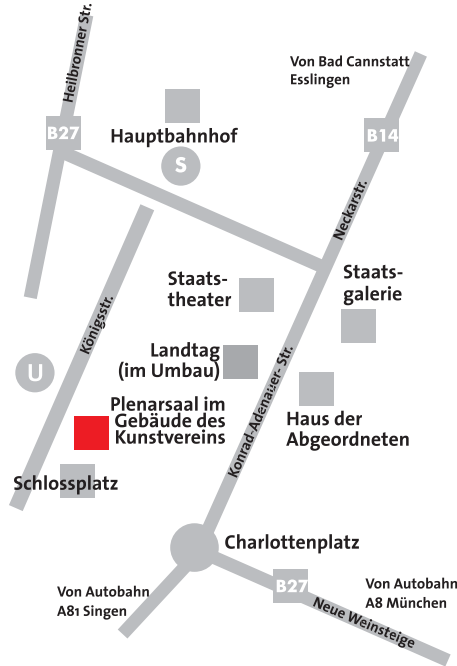 Heilbronner Str.
Von Bad Cannstatt
Esslingen
B27
B14
Hauptbahnhof
S
Neckarstr.
Staats-
theater
Staats-
galerie
Königsstr.
Landtag
(im Umbau)
U
Konrad-Adenauer- Str.
Plenarsaal im
Gebäude des
Kunstvereins
Haus der
Abgeordneten
Schlossplatz
Charlottenplatz
B27
Von Autobahn
A81 Singen
Von Autobahn
A8 München
Neue Weinsteige